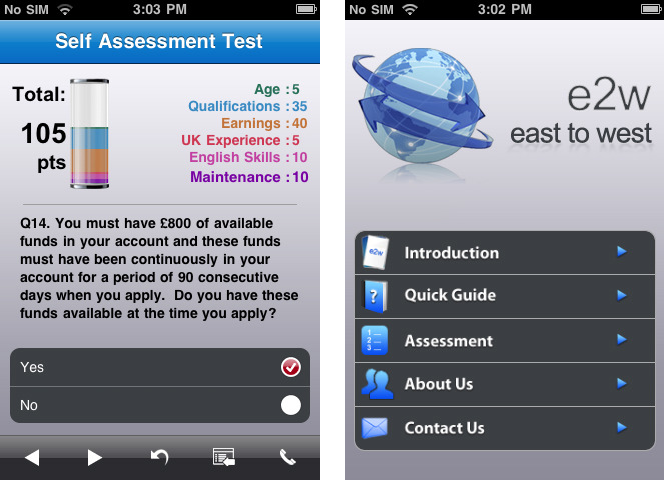 No SIM 3:03 PM
Self Assessment Test
Total:
105
pts
Age : 5
Qualifications : 35
Earnings : 40
UK Experience : 5
English Skills : 10
Maintenance : 10
Q14. You must have £800 of available
funds in your account and these funds
must have been continuously in your
account for a period of 90 consecutive
days when you apply.  Do you have these
funds available at the time you apply?
Yes
No
No SIM 3:02 PM
e2w
east to west
e2w
Introduction
?
Quick Guide
1
2
3
Assessment
About Us
Contact Us